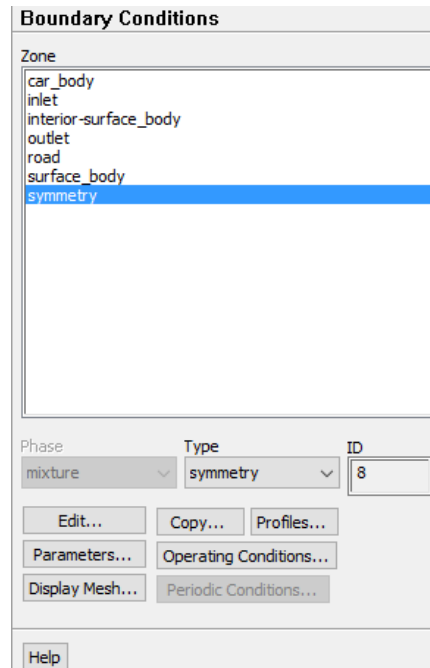 Boundary Conditions
Zone
car_body
inlet
interior-surface_body
outlet
road
surface_body
symmetry
Phase Type ID
mixture symmetry 8
Edit... Copy... Profiles...
Parameters... Operating Conditions...
Display Mesh... Periodic Conditions...
Help